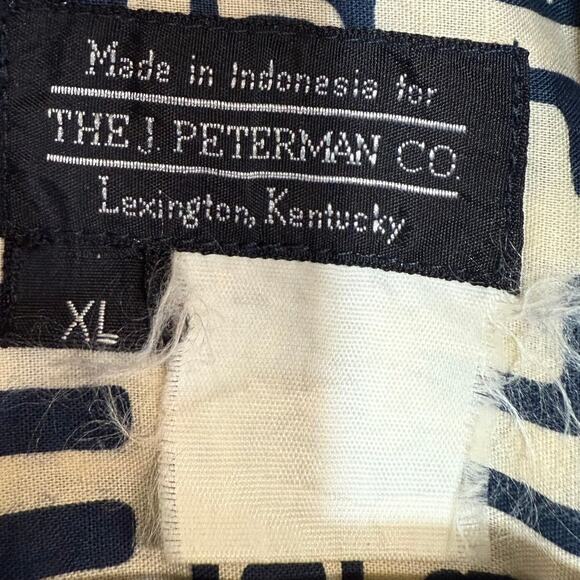 Made in Indonesia for
THE J. PETERMAN CO.
Lexington, Kentucky
XL